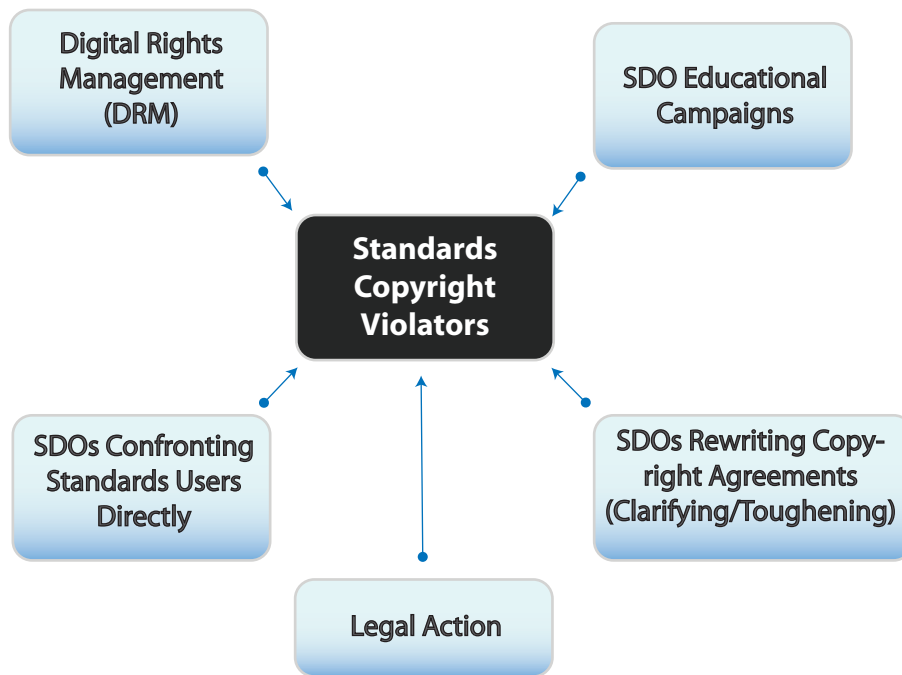 Digital Rights
Management
(DRM)
SDO Educational
Campaigns
Standards
Copyright
Violators
SDOs Confronting
Standards Users
Directly
SDOs Rewriting Copy-
right Agreements
(Clarifying/Toughening)
Legal Action